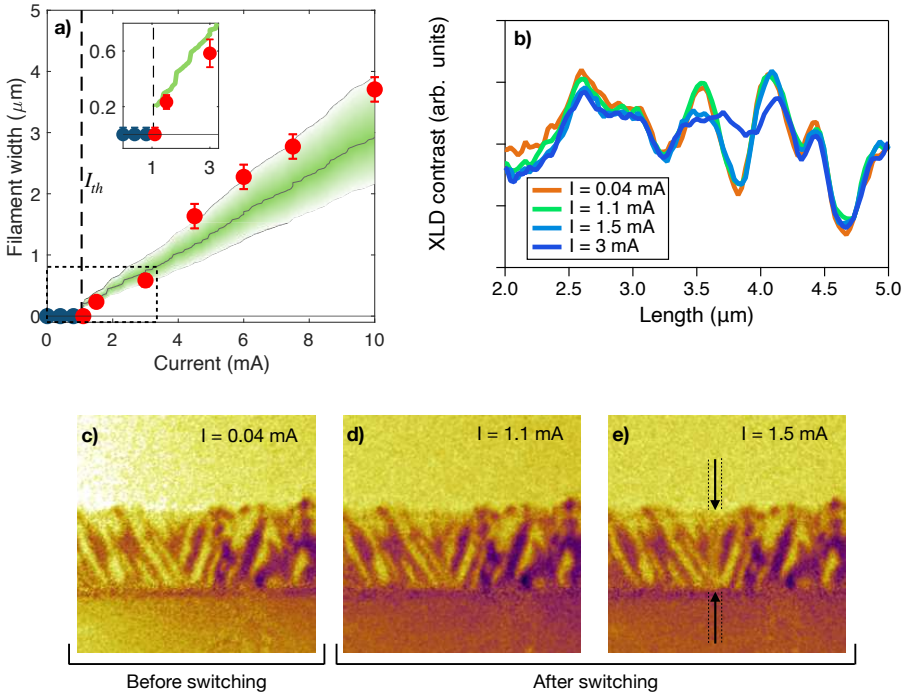 a)
Filament width (μm)
5
4
3
2
1
0
0 2 4 6 8 10
Current (mA)
I_th
0.6
0.2
1 3
b)
XLD contrast (arb. units)
I = 0.04 mA
I = 1.1 mA
I = 1.5 mA
I = 3 mA
2.0 2.5 3.0 3.5 4.0 4.5 5.0
Length (μm)
c) I = 0.04 mA
d) I = 1.1 mA
e) I = 1.5 mA
Before switching
After switching